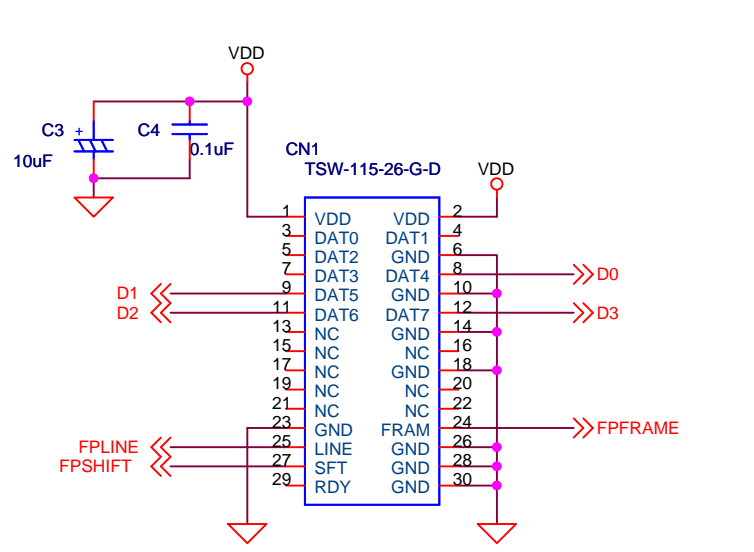 VDD
C3 + C4
10uF 0.1uF
CN1
TSW-115-26-G-D
VDD
1 VDD VDD 2
3 DAT0 DAT1 4
5 DAT2 GND 6
7 DAT3 DAT4 8 D0
D1 9 DAT5 GND 10
D2 11 DAT6 DAT7 12 D3
13 NC GND 14
15 NC NC 16
17 NC GND 18
19 NC NC 20
21 NC NC 22
23 GND FRAM 24 FPFRAME
FPLINE 25 LINE GND 26
FPSHIFT 27 SFT GND 28
29 RDY GND 30